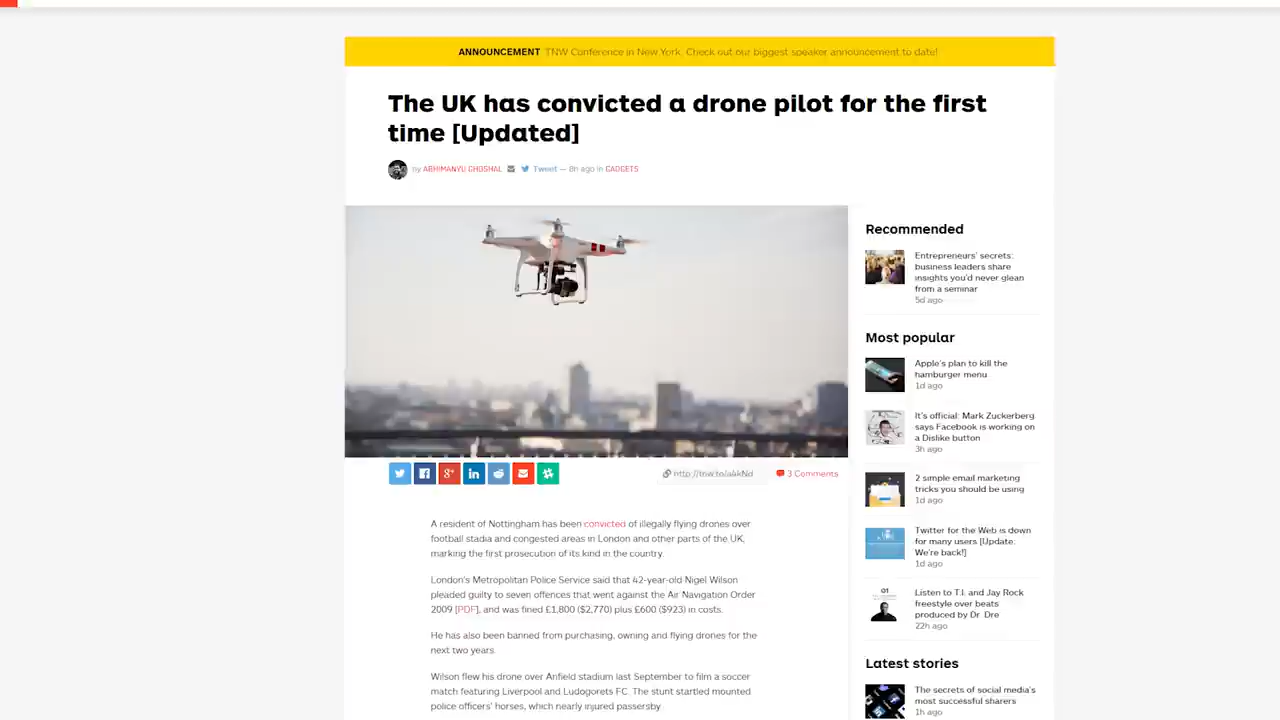 ANNOUNCEMENT TNW Conference in New York. Check out our biggest speaker announcement to date!
The UK has convicted a drone pilot for the first
time [Updated]
by ABHIMANYU GHOSHAL Tweet — 8h ago in GADGETS
http://tnw.to/a4kNd
3 Comments
A resident of Nottingham has been convicted of illegally flying drones over
football stadia and congested areas in London and other parts of the UK,
marking the first prosecution of its kind in the country.
London's Metropolitan Police Service said that 42-year-old Nigel Wilson
pleaded guilty to seven offences that went against the Air Navigation Order
2009 [PDF], and was fined £1,800 ($2,770) plus £600 ($923) in costs.
He has also been banned from purchasing, owning and flying drones for the
next two years.
Wilson flew his drone over Anfield stadium last September to film a soccer
match featuring Liverpool and Ludogorets FC. The stunt startled mounted
police officers' horses, which nearly injured passersby
Recommended
Entrepreneurs' secrets:
business leaders share
insights you'd never glean
from a seminar
5d ago
Most popular
Apple's plan to kill the
hamburger menu
1d ago
It's official: Mark Zuckerberg
says Facebook is working on
a Dislike button
3h ago
2 simple email marketing
tricks you should be using
1d ago
Twitter for the Web is down
for many users [Update:
We're back!]
1d ago
Listen to T.I. and Jay Rock
freestyle over beats
produced by Dr. Dre
22h ago
Latest stories
The secrets of social media's
most successful sharers
1h ago